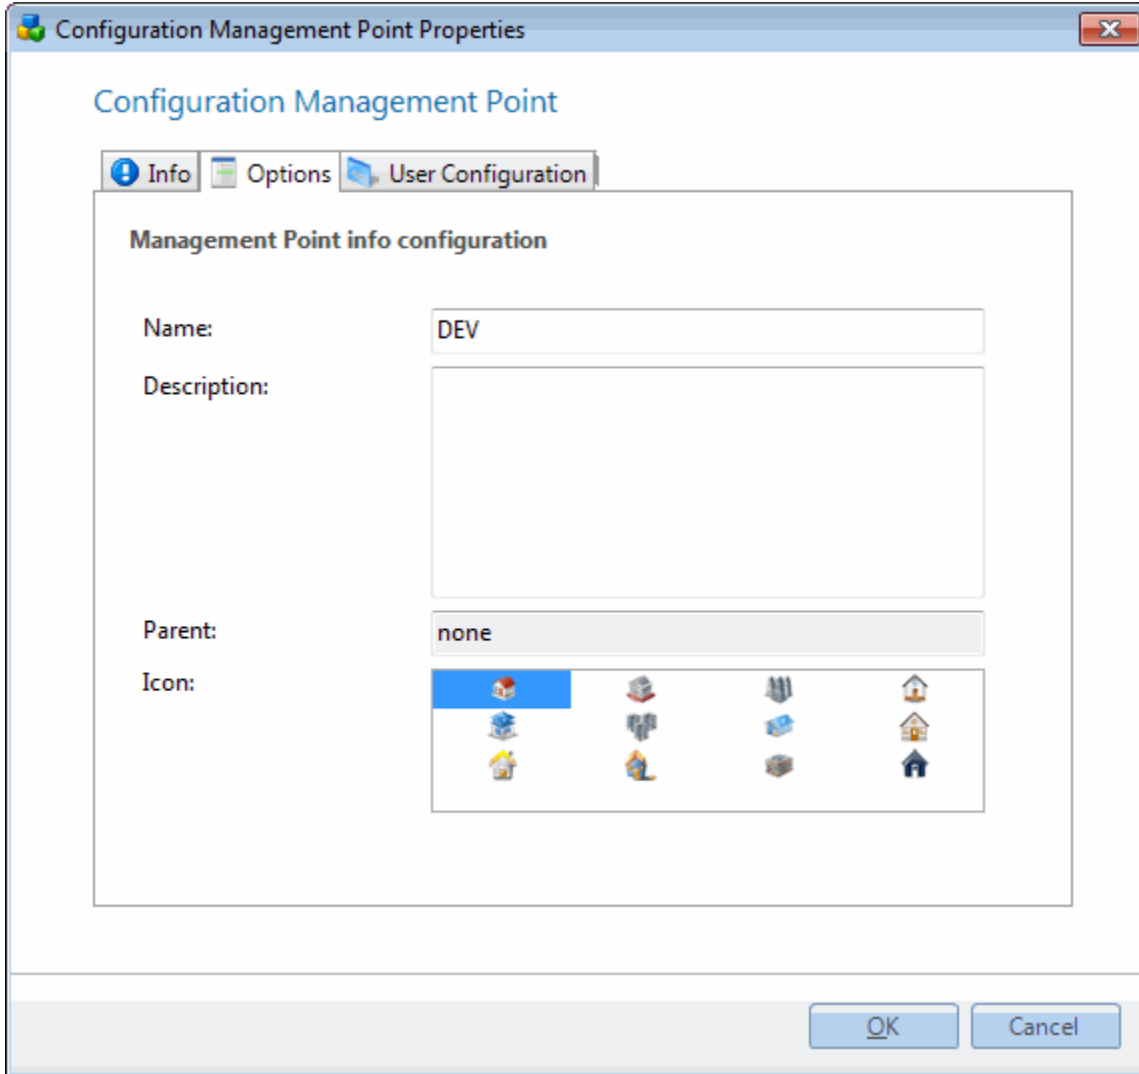 Configuration Management Point Properties
Configuration Management Point
Info Options User Configuration
Management Point info configuration
Name: DEV
Description:
Parent: none
Icon:
OK Cancel